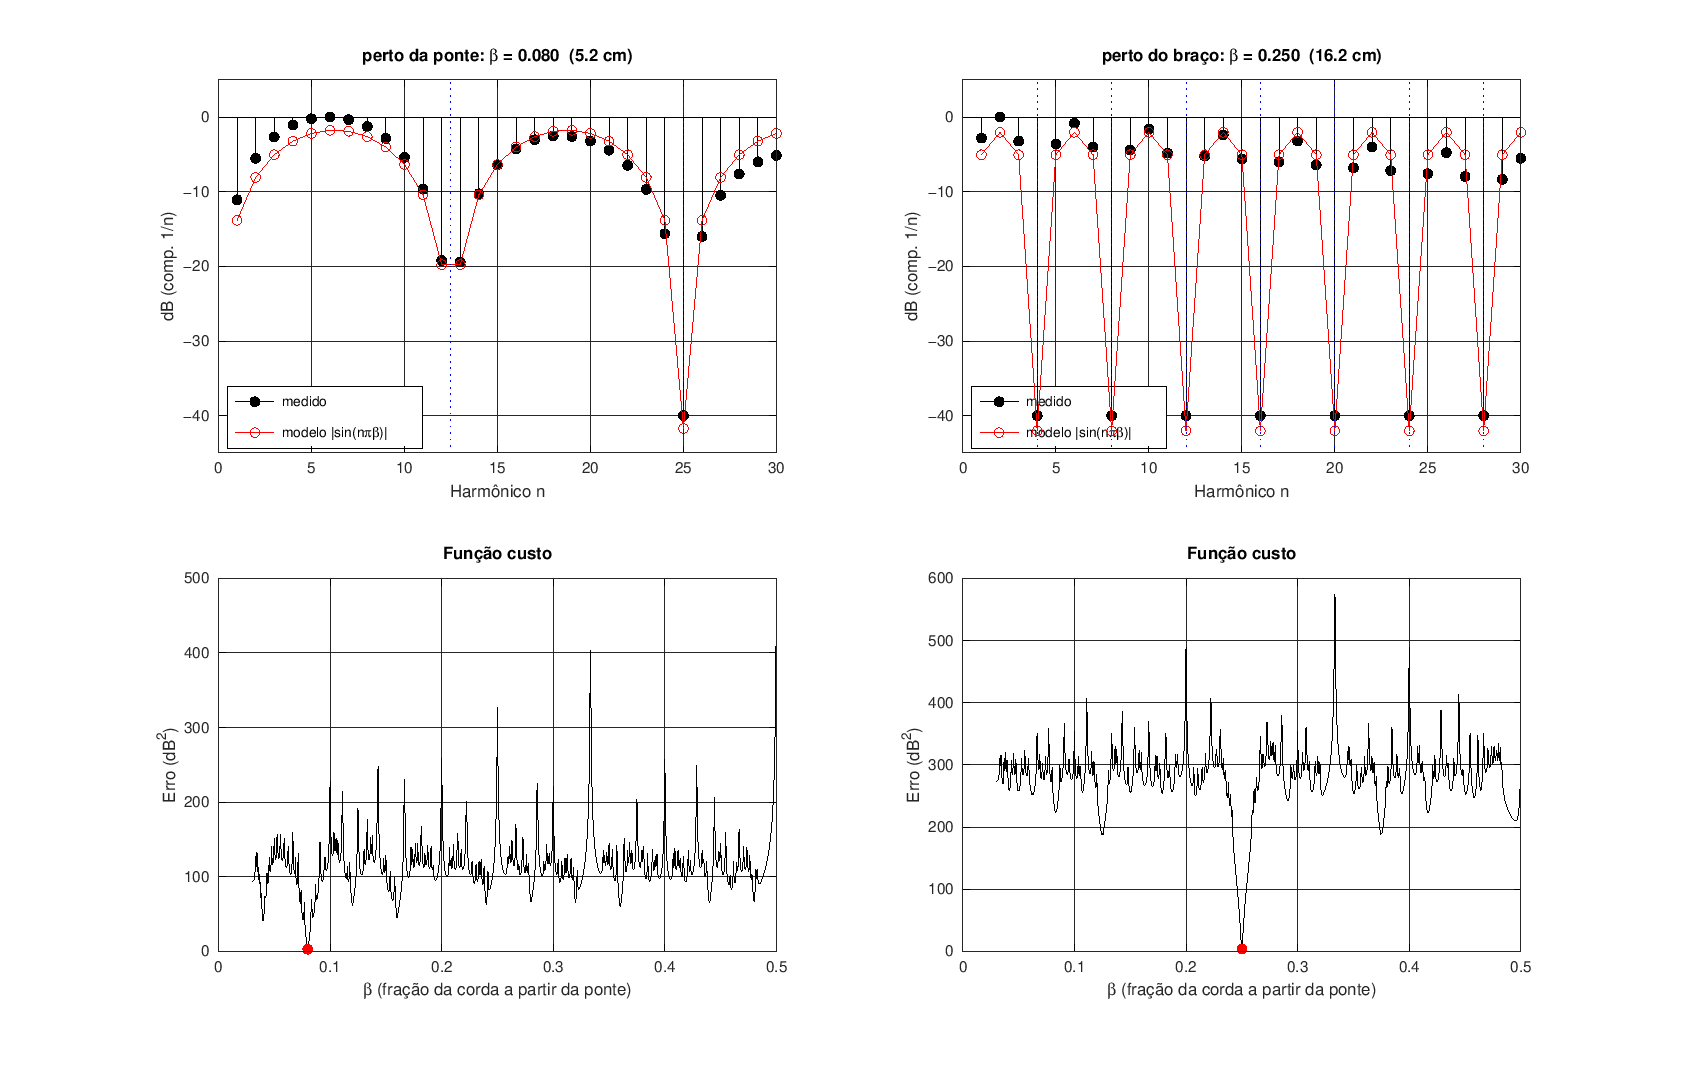 perto da ponte: β = 0.080 (5.2 cm)
0
−10
−20
−30
−40
dB (comp. 1/n)
medido
modelo |sin(nπβ)|
0 5 10 15 20 25 30
Harmônico n
perto do braço: β = 0.250 (16.2 cm)
0
−10
−20
−30
−40
dB (comp. 1/n)
medido
modelo |sin(nπβ)|
0 5 10 15 20 25 30
Harmônico n
Função custo
500
400
300
200
100
0
Erro (dB²)
0 0.1 0.2 0.3 0.4 0.5
β (fração da corda a partir da ponte)
Função custo
600
500
400
300
200
100
0
Erro (dB²)
0 0.1 0.2 0.3 0.4 0.5
β (fração da corda a partir da ponte)